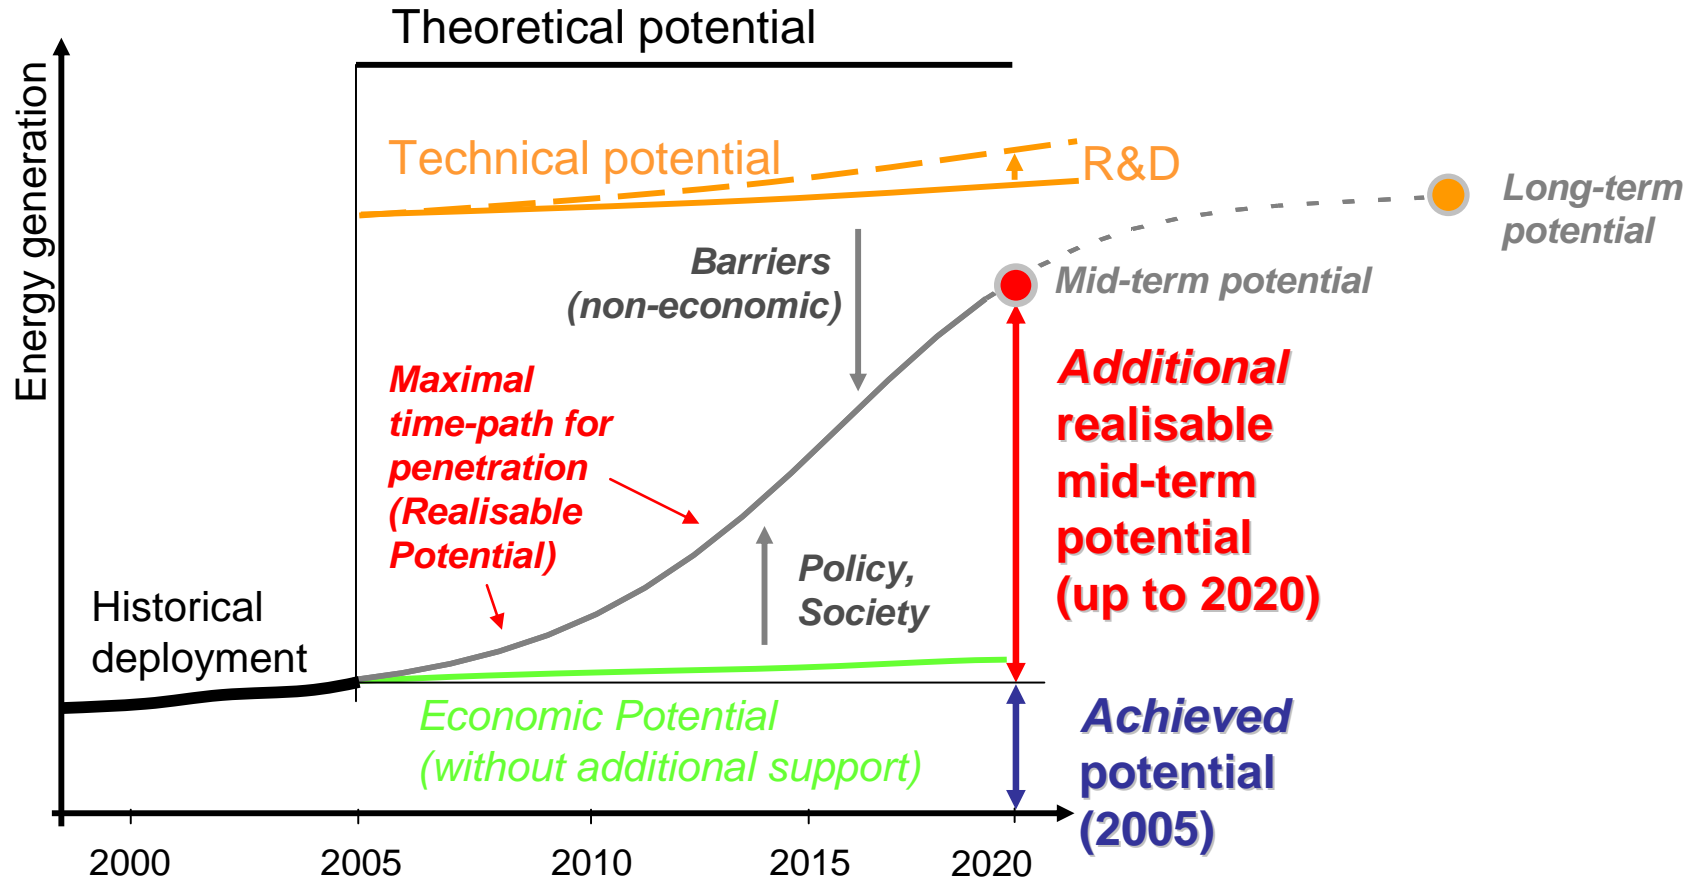 Theoretical potential
Energy generation
Technical potential
R&D
Long-term
potential
Barriers
(non-economic)
Mid-term potential
Maximal
time-path for
penetration
(Realisable
Potential)
Additional
realisable
mid-term
potential
(up to 2020)
Policy,
Society
Historical
deployment
Economic Potential
(without additional support)
Achieved
potential
(2005)
2000
2005
2010
2015
2020